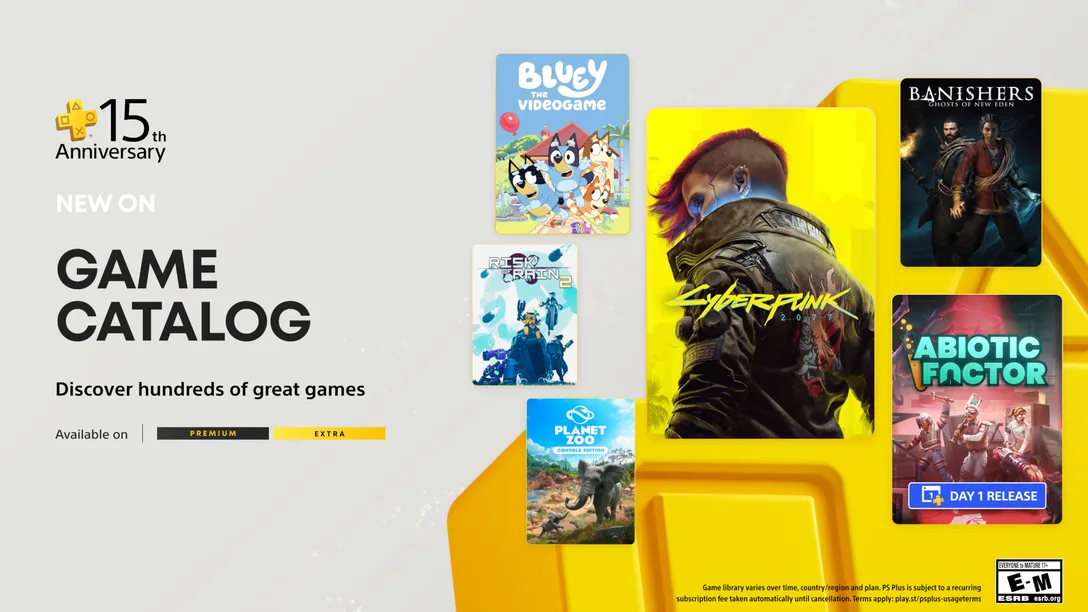 15th
Anniversary
NEW ON
GAME
CATALOG
Discover hundreds of great games
Available on
PREMIUM
EXTRA
BLUEY
THE
VIDEOGAME
RISK
OF RAIN
2
PLANET
ZOO
CONSOLE EDITION
SAMURAI
Cyberpunk
2077
BANISHERS
GHOSTS OF NEW EDEN
ABIOTIC
FACTOR
1
DAY 1 RELEASE
Game library varies over time, country/region and plan. PS Plus is subject to a recurring
subscription fee taken automatically until cancellation. Terms apply: play.st/psplus-usageterms
EVERYONE to MATURE 17+
E-M
ESRB esrb.org